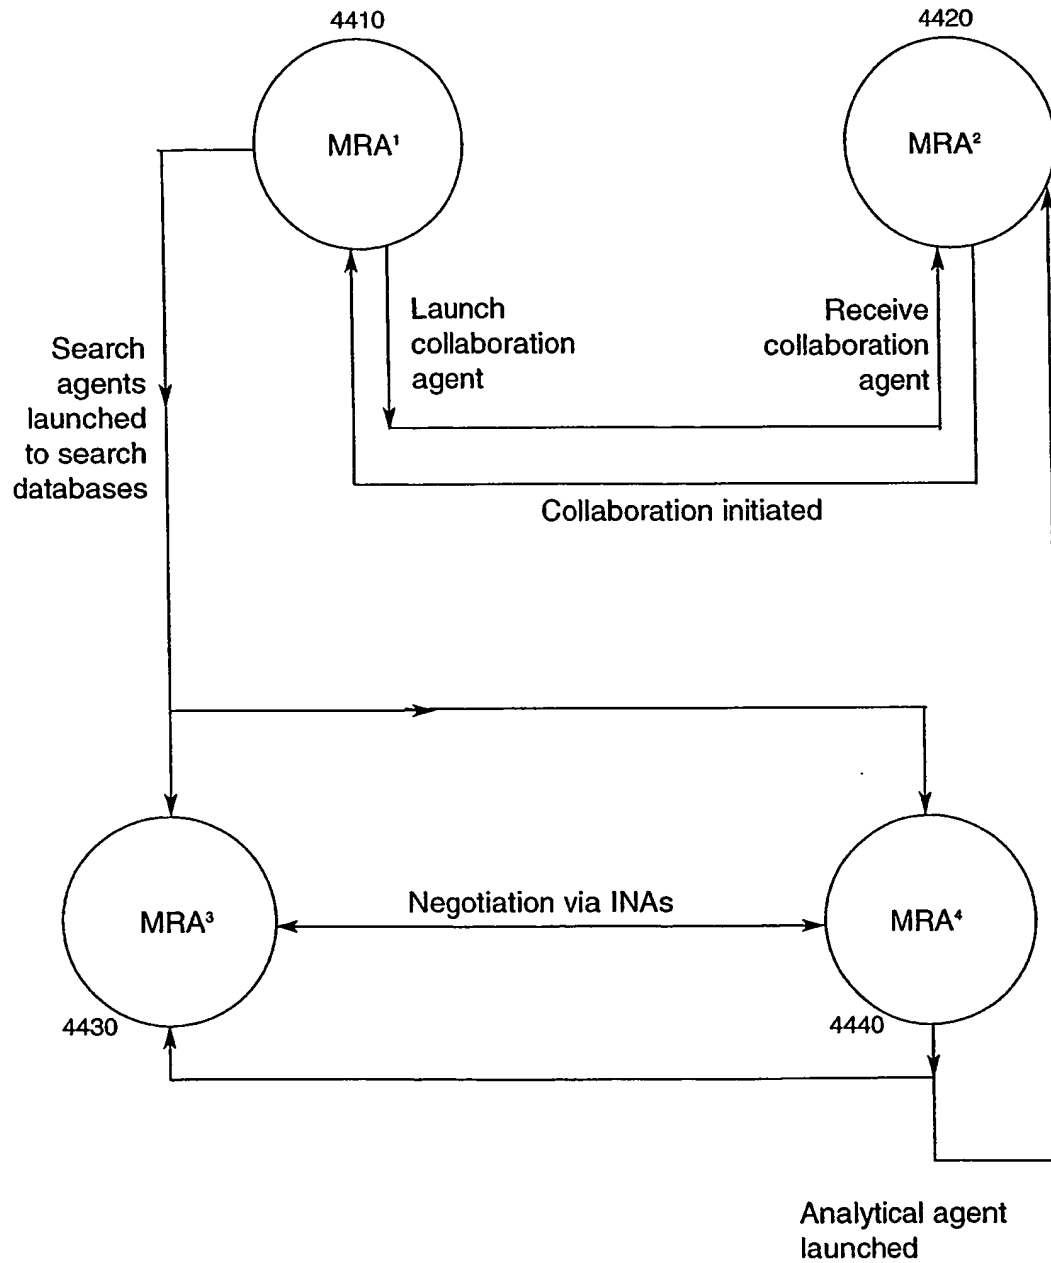 4410
4420
MRA¹
MRA²
Launch
collaboration
agent
Receive
collaboration
agent
Search
agents
launched
to search
databases
Collaboration initiated
Negotiation via INAs
MRA³
MRA⁴
4430
4440
Analytical agent
launched